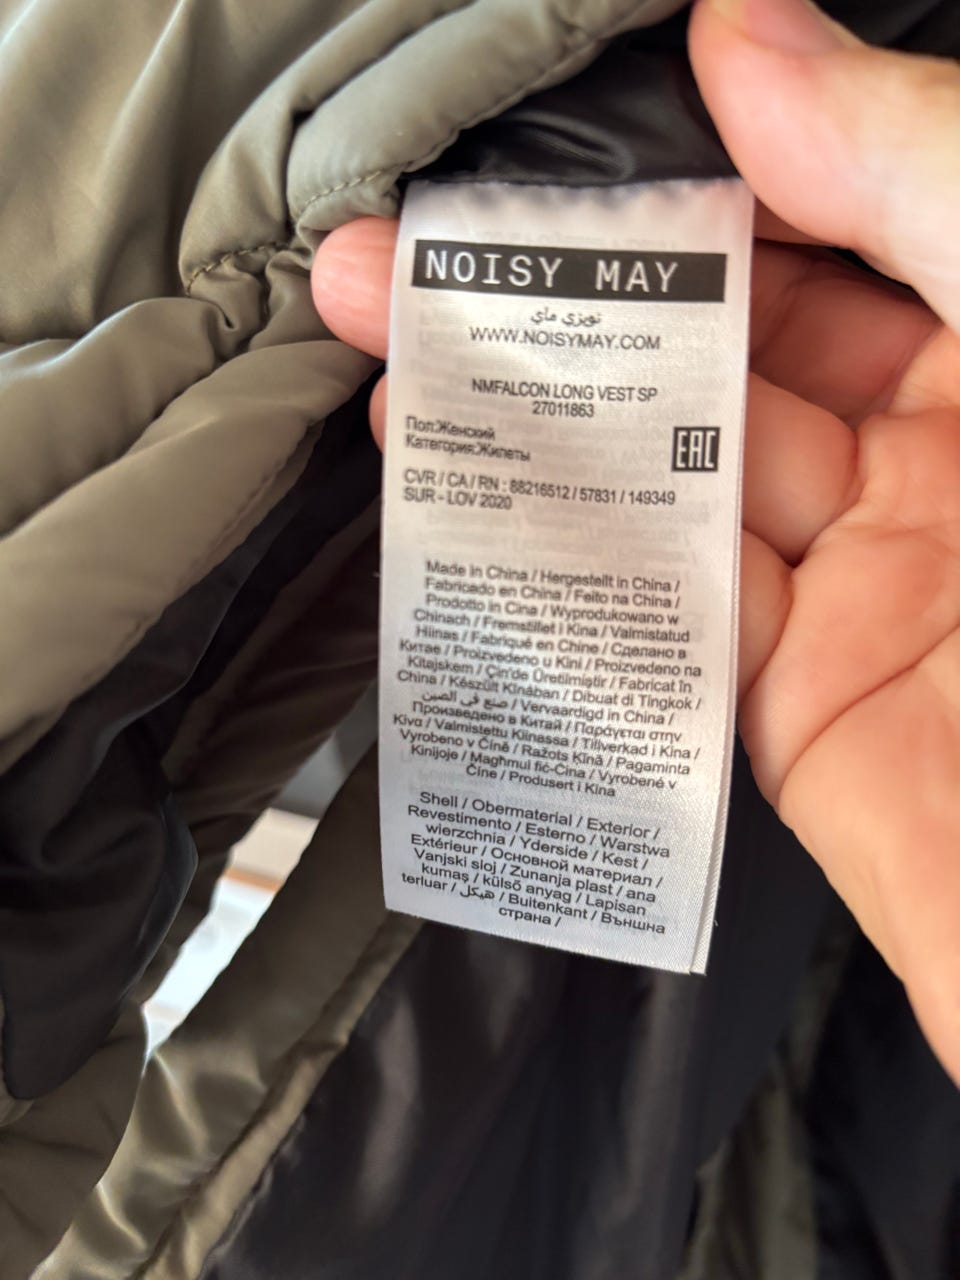 NOISY MAY
نويزي ماي
WWW.NOISYMAY.COM
NMFALCON LONG VEST SP
27011863
Пол:Женский
Категория:Жилеты
EAC
CVR / CA / RN : 88216512 / 57831 / 149349
SUR - LOV 2020
Made in China / Hergestellt in China /
Fabricado en China / Feito na China /
Prodotto in Cina / Wyprodukowano w
Chinach / Fremstillet i Kina / Valmistatud
Hiinas / Fabriqué en Chine / Сделано в
Китае / Proizvedeno u Kini / Proizvedeno na
Kitajskem / Çin'de Üretilmiştir / Fabricat în
China / Készült Kínában / Dibuat di Tingkok /
صنع في الصين / Vervaardigd in China /
Произведено в Китай / Παράγεται στην
Κίνα / Valmistettu Kiinassa / Tillverkad i Kina /
Vyrobeno v Číně / Ražots Ķīnā / Pagaminta
Kinijoje / Magħmul fiċ-Ċina / Vyrobené v
Číne / Produsert i Kina
Shell / Obermaterial / Exterior /
Revestimento / Esterno / Warstwa
wierzchnia / Yderside / Kest /
Extérieur / Основной материал /
Vanjski sloj / Zunanja plast / ana
kumaş / külső anyag / Lapisan
terluar / هيكل / Buitenkant / Външна
страна /